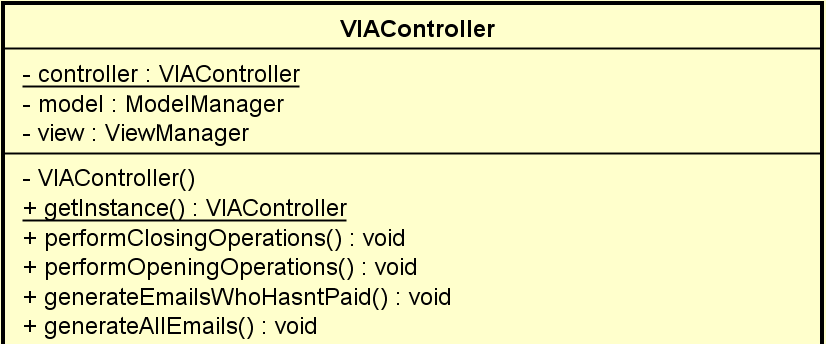 VIAController
- controller : VIAController
- model : ModelManager
- view : ViewManager
- VIAController()
+ getInstance() : VIAController
+ performClosingOperations() : void
+ performOpeningOperations() : void
+ generateEmailsWhoHasntPaid() : void
+ generateAllEmails() : void